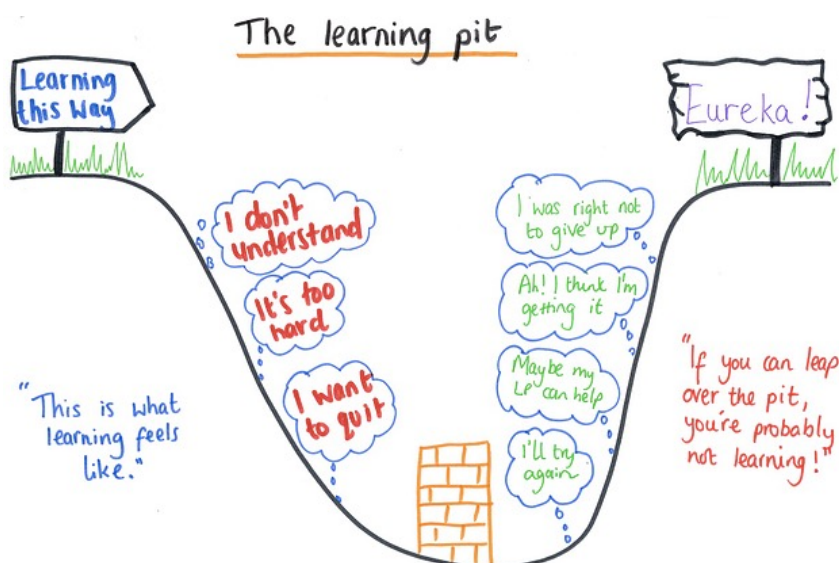 The learning pit
Learning
this Way
Eureka!
I don't
understand
It's too
hard
I want
to quit
I was right not
to give up
Ah! I think I'm
getting it
Maybe my
LP can help
I'll try
again
"This is what
learning feels
like."
"If you can leap
over the pit,
you're probably
not learning!"